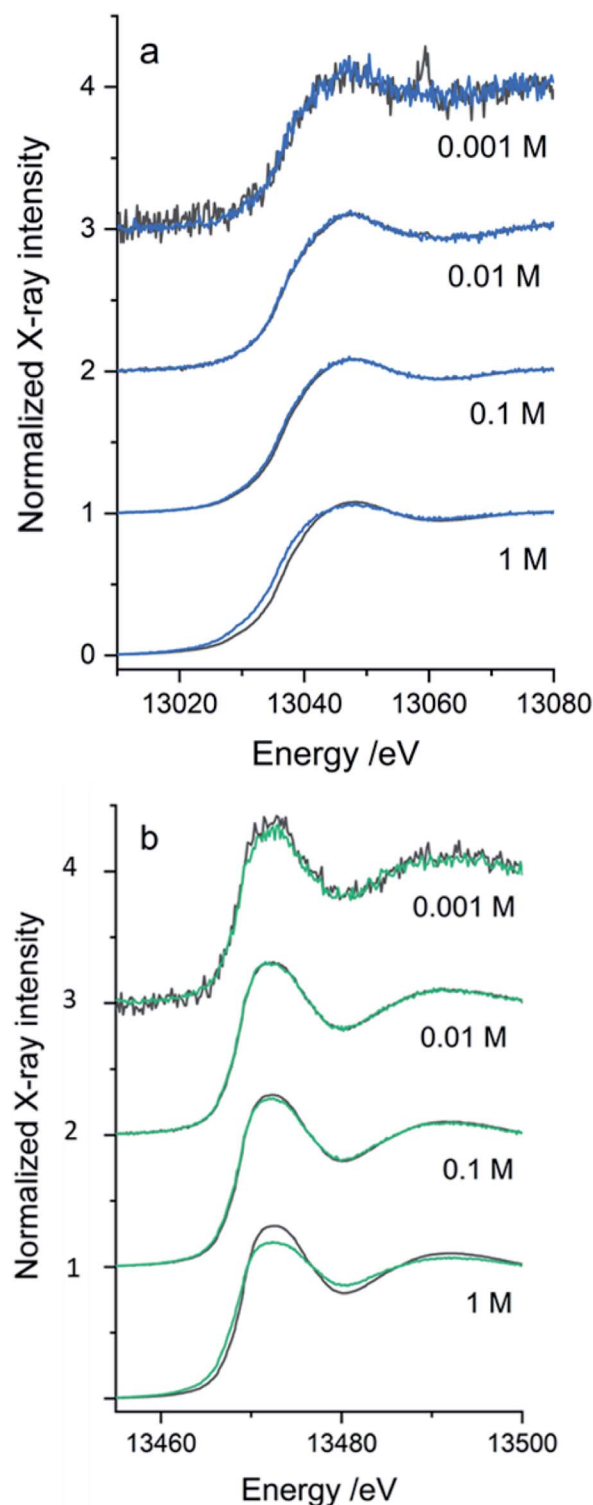 a
4
0.001 M
3
0.01 M
2
0.1 M
1
1 M
0
Normalized X-ray intensity
13020 13040 13060 13080
Energy /eV
b
4
0.001 M
3
0.01 M
2
0.1 M
1
1 M
Normalized X-ray intensity
13460 13480 13500
Energy /eV